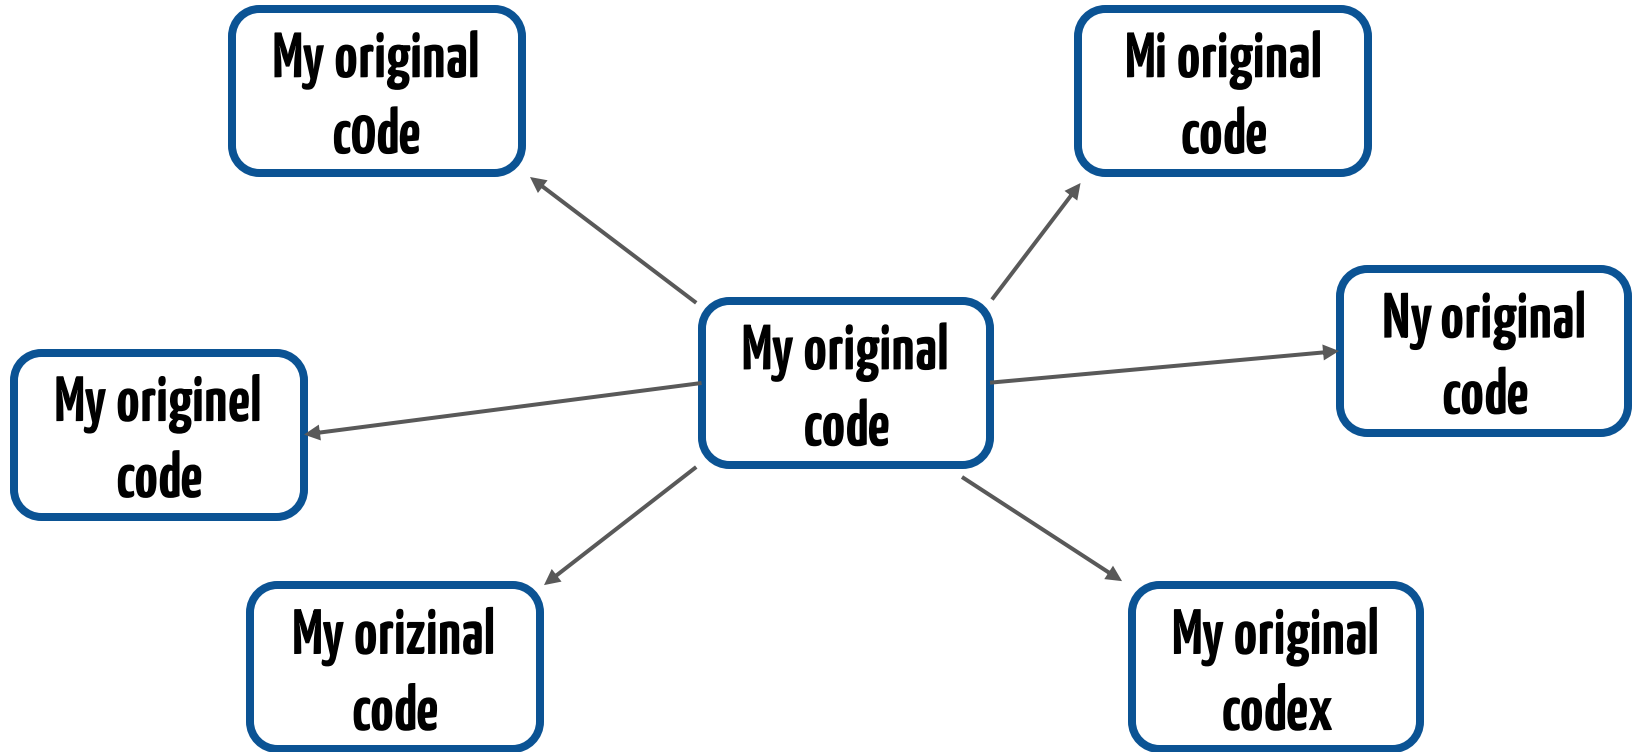 My original
c0de
Mi original
code
Ny original
code
My original
code
My originel
code
My orizinal
code
My original
codex